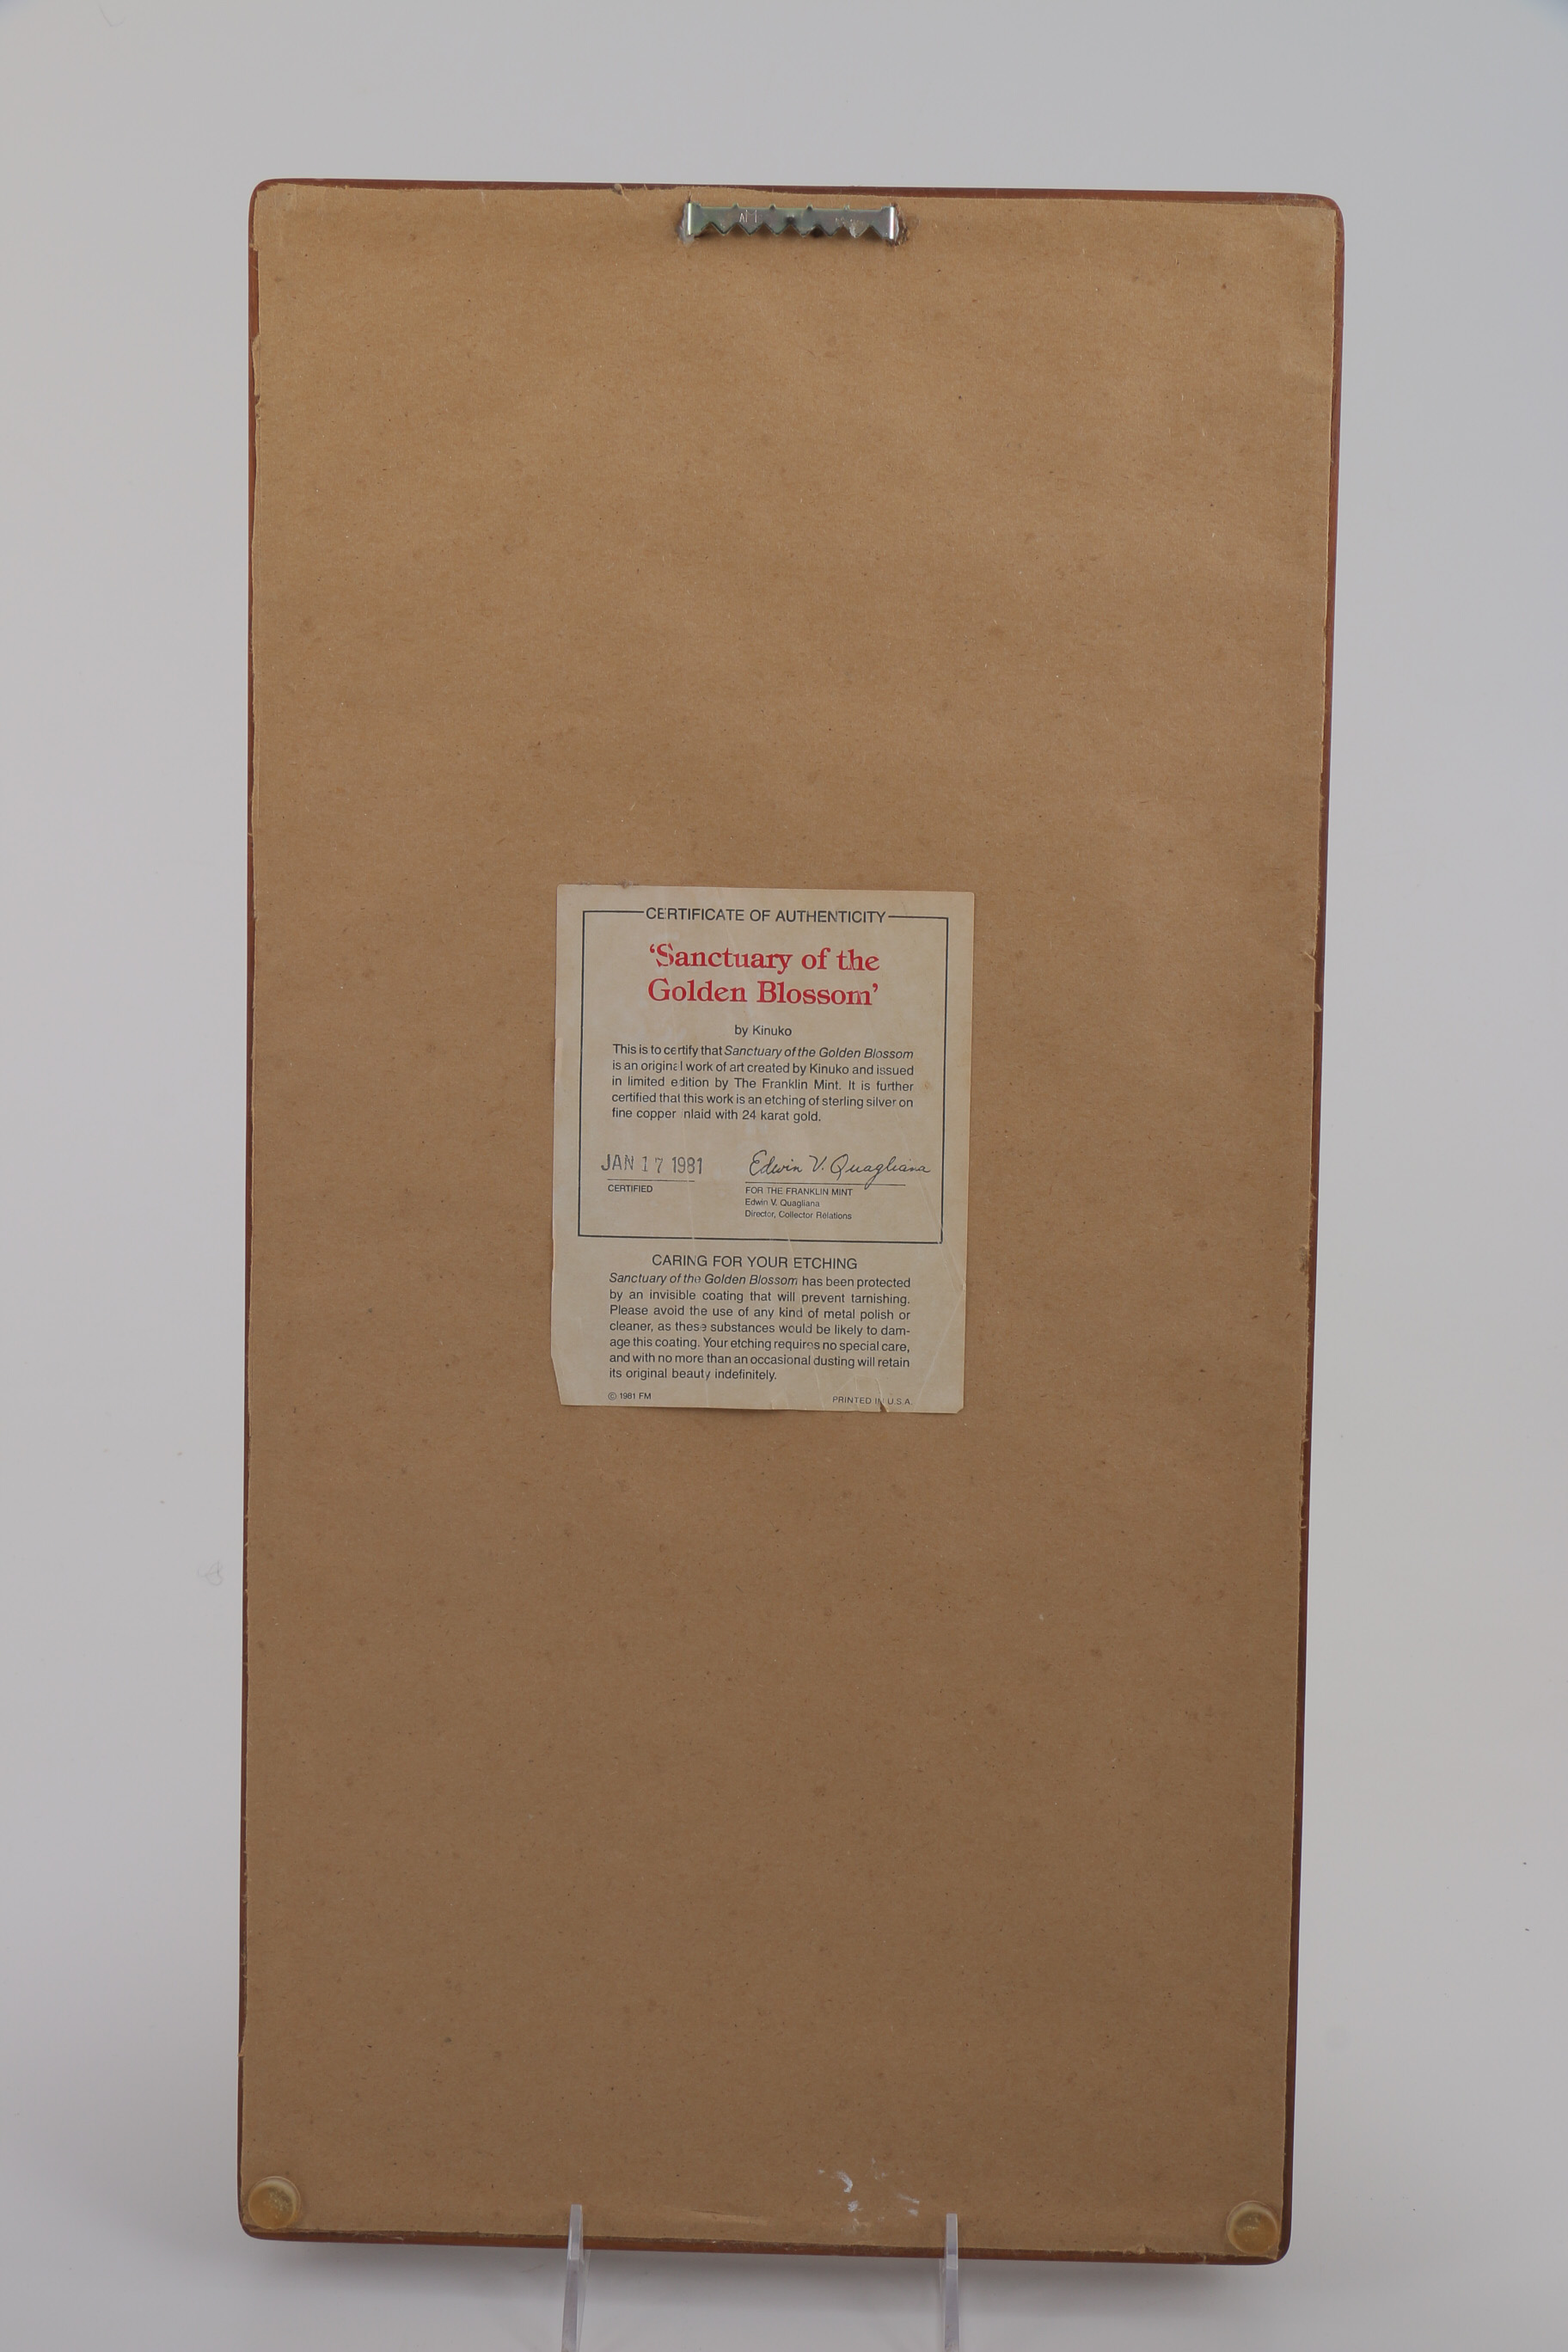 CERTIFICATE OF AUTHENTICITY
‘Sanctuary of the
Golden Blossom’
by Kinuko
This is to certify that Sanctuary of the Golden Blossom
is an original work of art created by Kinuko and issued
in limited edition by The Franklin Mint. It is further
certified that this work is an etching of sterling silver on
fine copper nlaid with 24 karat gold.
JAN 17 1981
Edwin V. Quagliana
CERTIFIED
FOR THE FRANKLIN MINT
Edwin V. Quagliana
Director, Collector Relations
CARING FOR YOUR ETCHING
Sanctuary of the Golden Blossom has been protected
by an invisible coating that will prevent tarnishing.
Please avoid the use of any kind of metal polish or
cleaner, as these substances would be likely to dam-
age this coating. Your etching requires no special care,
and with no more than an occasional dusting will retain
its original beauty indefinitely.
© 1981 FM
PRINTED IN U.S.A.